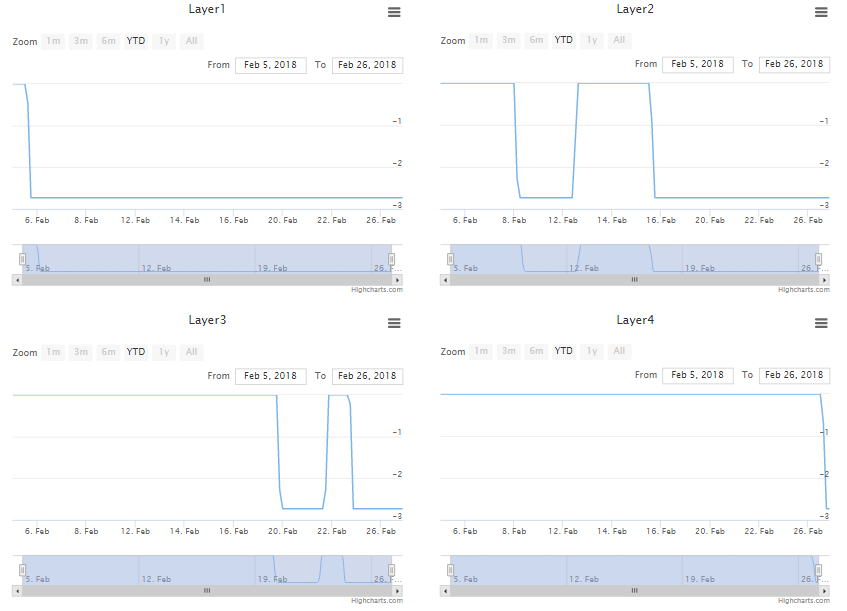 Layer1
Zoom 1m 3m 6m YTD 1y All
From Feb 5, 2018 To Feb 26, 2018
-1
-2
-3
6. Feb 8. Feb 12. Feb 14. Feb 16. Feb 20. Feb 22. Feb 26. Feb
5. Feb 12. Feb 19. Feb 26. F...
Highcharts.com
Layer2
Zoom 1m 3m 6m YTD 1y All
From Feb 5, 2018 To Feb 26, 2018
-1
-2
-3
6. Feb 8. Feb 12. Feb 14. Feb 16. Feb 20. Feb 22. Feb 26. Feb
5. Feb 12. Feb 19. Feb 26. F...
Highcharts.com
Layer3
Zoom 1m 3m 6m YTD 1y All
From Feb 5, 2018 To Feb 26, 2018
-1
-2
-3
6. Feb 8. Feb 12. Feb 14. Feb 16. Feb 20. Feb 22. Feb 26. Feb
5. Feb 12. Feb 19. Feb 26. F...
Highcharts.com
Layer4
Zoom 1m 3m 6m YTD 1y All
From Feb 5, 2018 To Feb 26, 2018
-1
-2
-3
6. Feb 8. Feb 12. Feb 14. Feb 16. Feb 20. Feb 22. Feb 26. Feb
5. Feb 12. Feb 19. Feb 26. F...
Highcharts.com